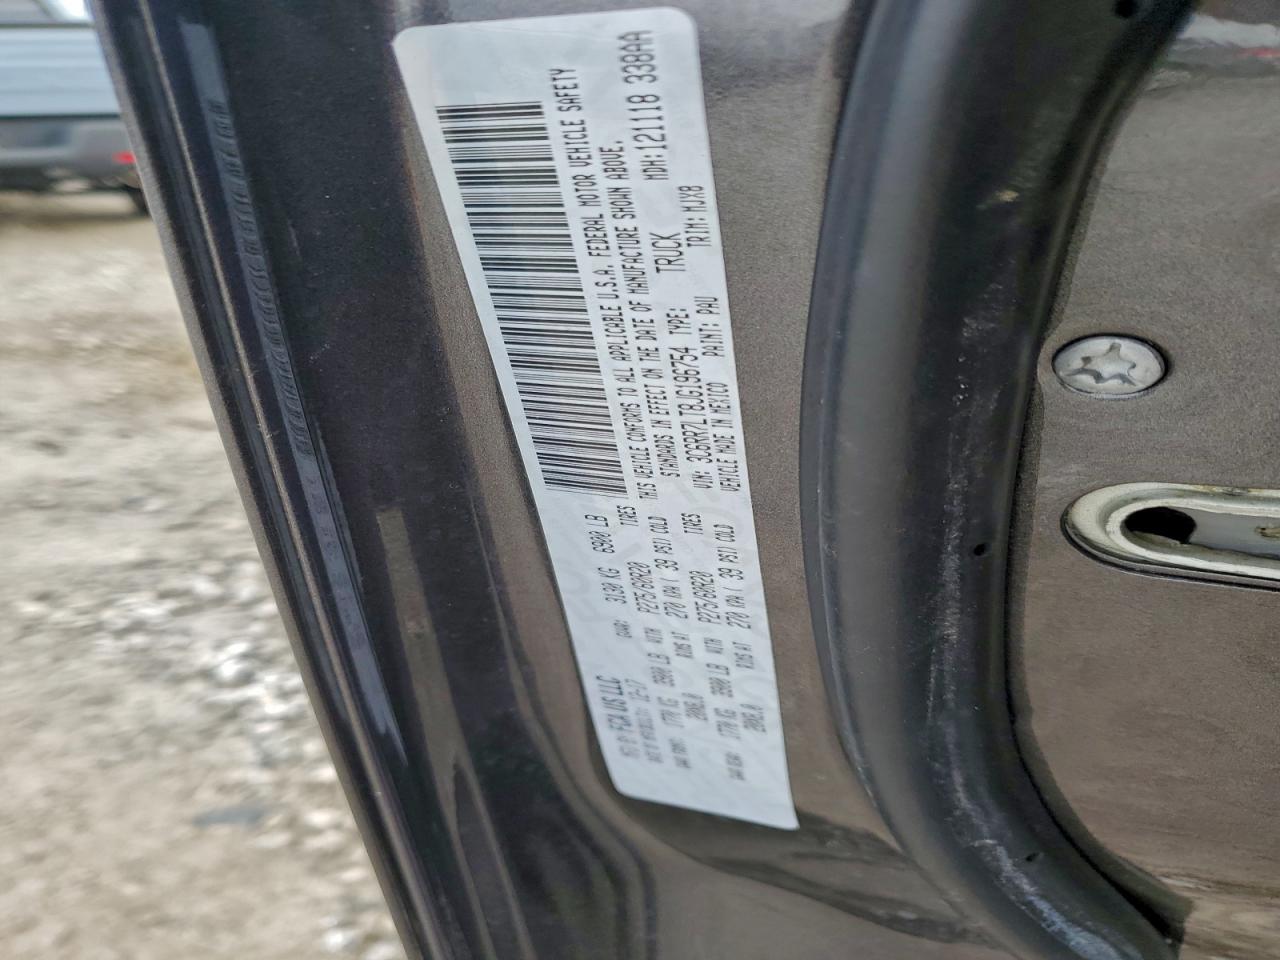 MFD BY FCA US LLC
DATE OF MANUFACTURE: 12-17 GVWR: 3130 KG 6900 LB
GAWR FRONT: 1770 KG 3900 LB WITH P275/60R20 TIRES
20X8.0 RIMS AT 270 KPA( 39 PSI) COLD
GAWR REAR: 1770 KG 3900 LB WITH P275/60R20 TIRES
20X8.0 RIMS AT 270 KPA( 39 PSI) COLD
THIS VEHICLE CONFORMS TO ALL APPLICABLE U.S.A. FEDERAL MOTOR VEHICLE SAFETY
STANDARDS IN EFFECT ON THE DATE OF MANUFACTURE SHOWN ABOVE.
VIN: 3C6RR7LT8JG196754 TYPE: TRUCK MDH:121118 338AA
VEHICLE MADE IN MEXICO PAINT: PAU TRIM: MJX8